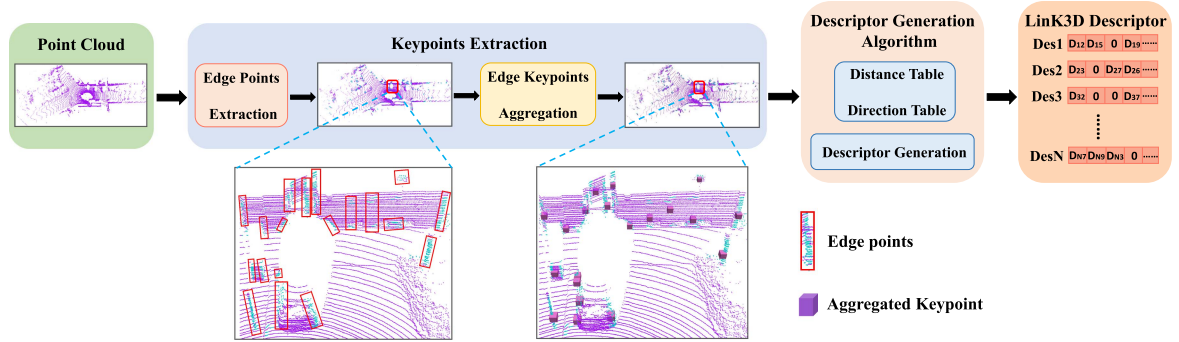 Point Cloud
Keypoints Extraction
Edge Points
Extraction
Edge Keypoints
Aggregation
Descriptor Generation
Algorithm
Distance Table
Direction Table
Descriptor Generation
LinK3D Descriptor
Des1 D12 D15 0 D19 ······
Des2 D23 0 D27 D26 ······
Des3 D32 0 0 D37 ······
DesN DN7 DN9 DN3 0 ······
Edge points
Aggregated Keypoint